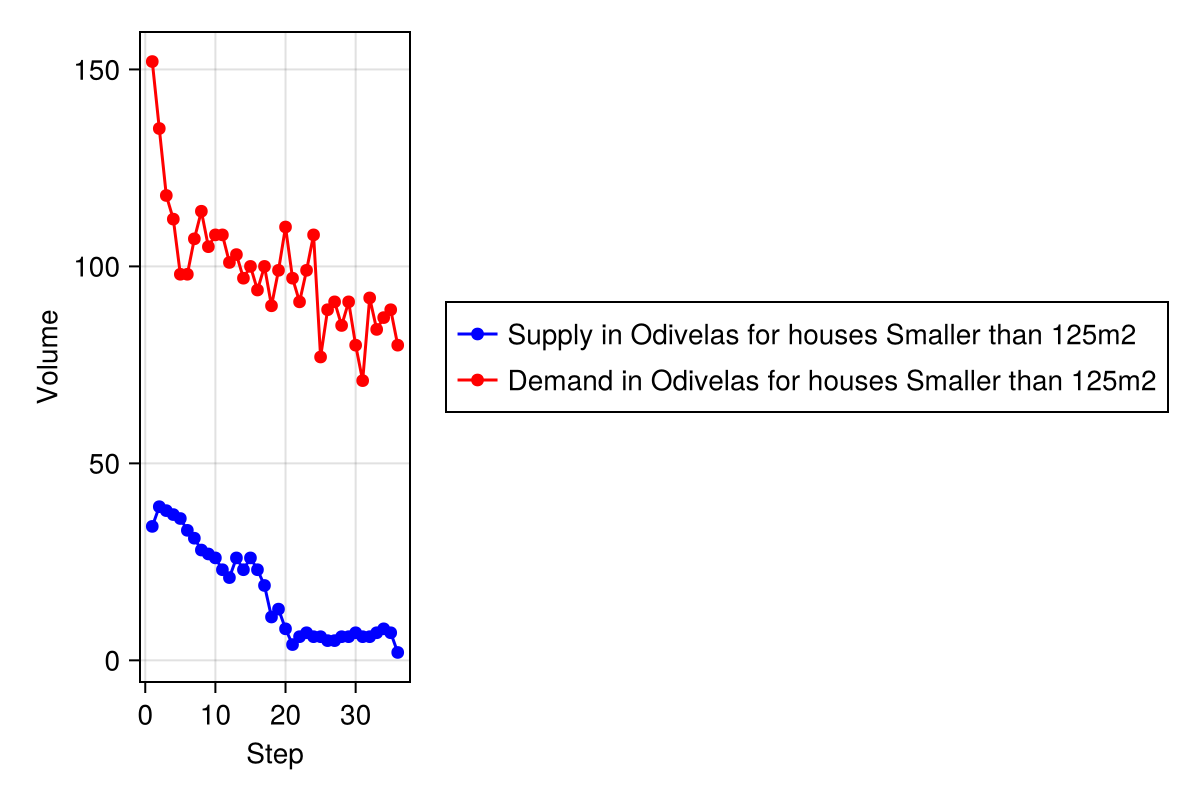 150
100
50
0
Volume
0 10 20 30
Step
Supply in Odivelas for houses Smaller than 125m2
Demand in Odivelas for houses Smaller than 125m2